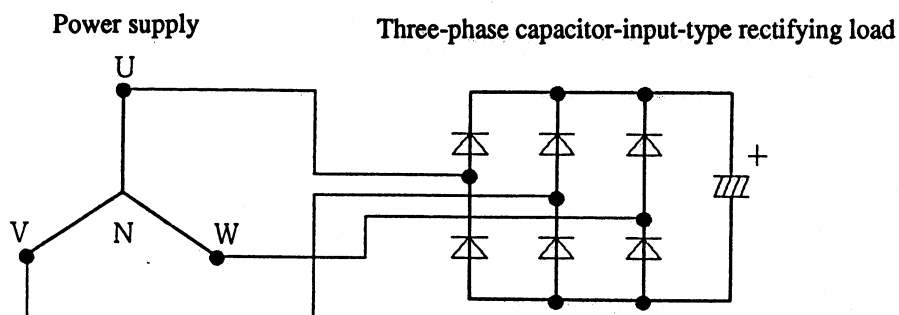 Power supply
Three-phase capacitor-input-type rectifying load
U
+
V
N
W